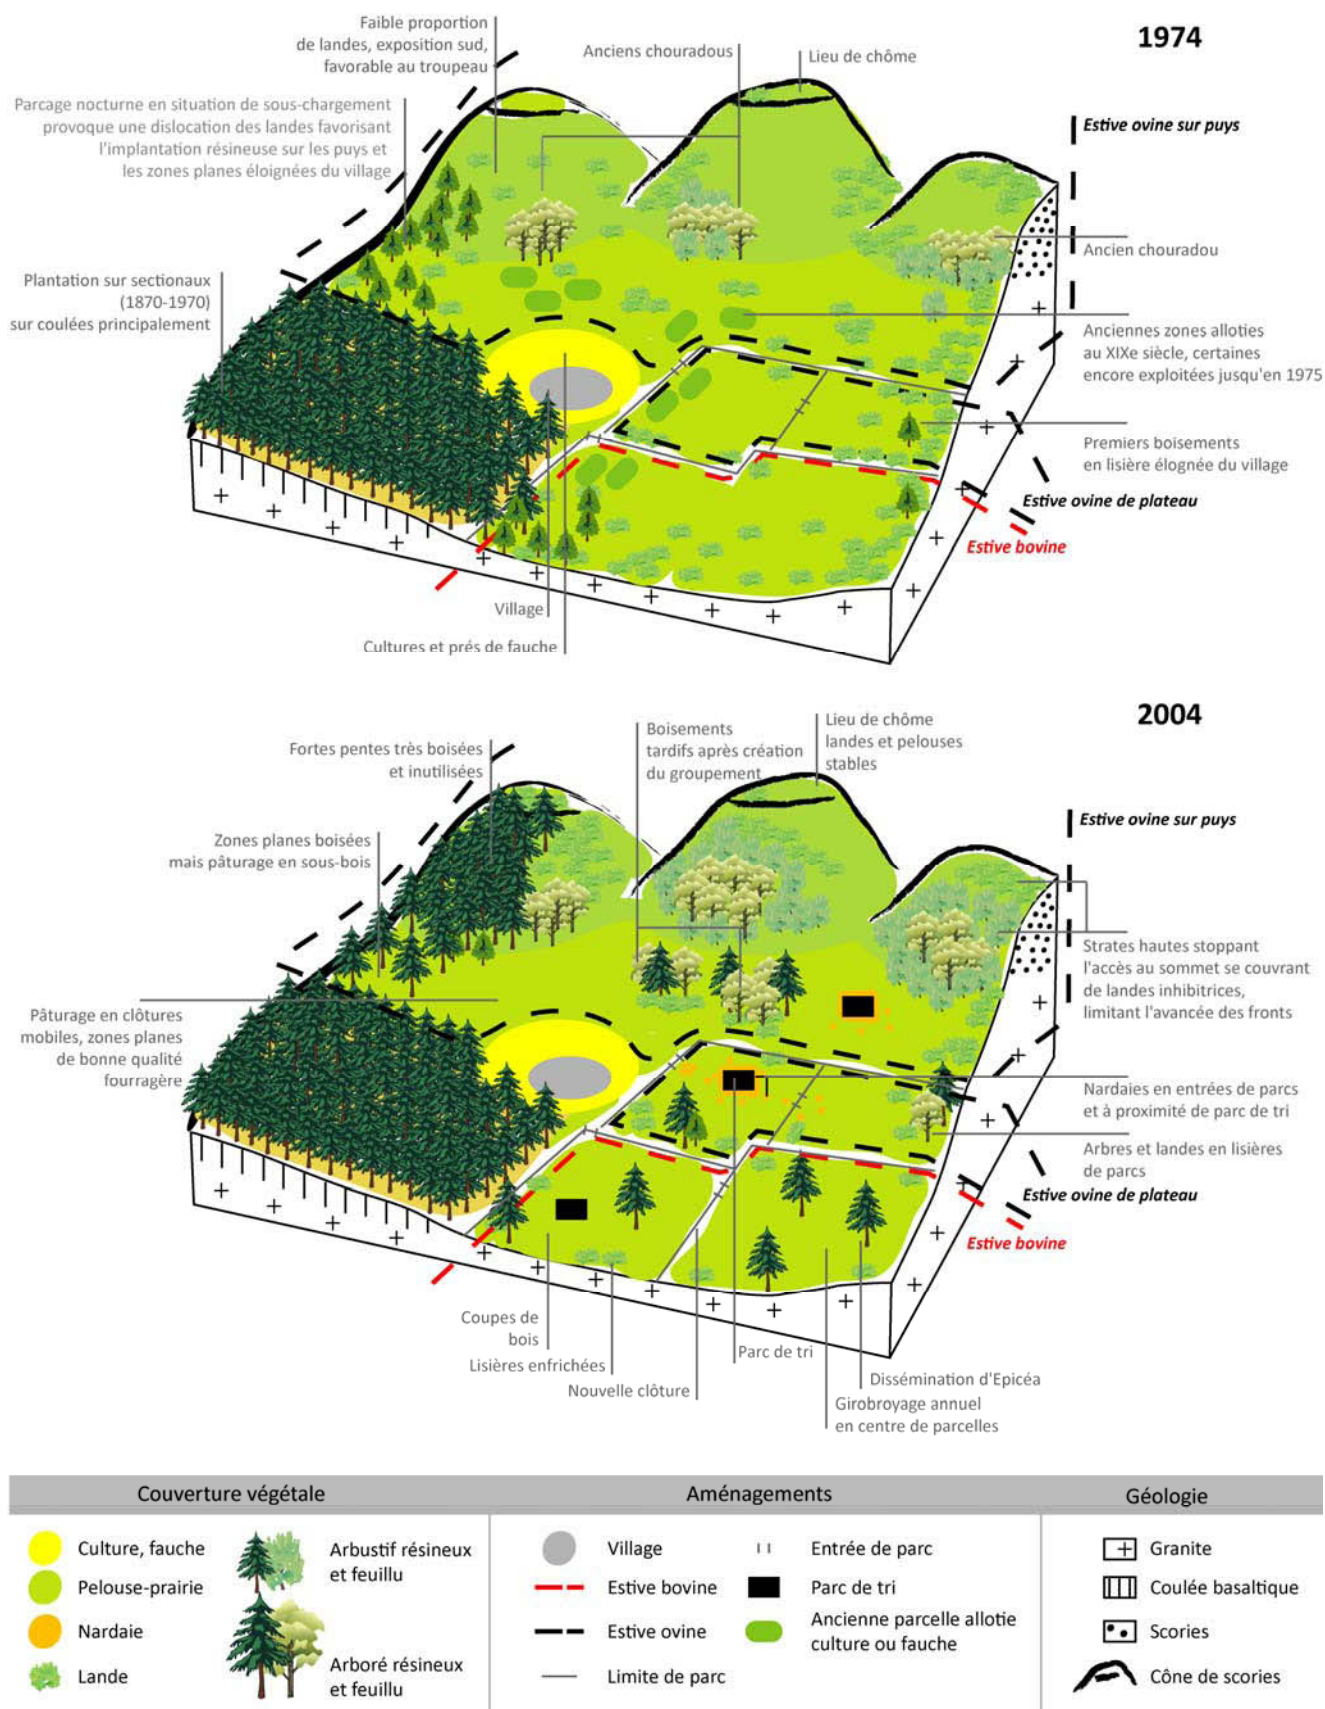 1974
Faible proportion
de landes, exposition sud,
favorable au troupeau
Anciens chouradous
Lieu de chôme
Parcage nocturne en situation de sous-chargement
provoque une dislocation des landes favorisant
l'implantation résineuse sur les puys et
les zones planes éloignées du village
Estive ovine sur puys
Ancien chouradou
Plantation sur sectionaux
(1870-1970)
sur coulées principalement
Anciennes zones alloties
au XIXe siècle, certaines
encore exploitées jusqu'en 1975
Premiers boisements
en lisière élognée du village
Estive ovine de plateau
Estive bovine
Village
Cultures et prés de fauche
2004
Fortes pentes très boisées
et inutilisées
Boisements
tardifs après création
du groupement
Lieu de chôme
landes et pelouses
stables
Zones planes boisées
mais pâturage en sous-bois
Estive ovine sur puys
Strates hautes stoppant
l'accès au sommet se couvrant
de landes inhibitrices,
limitant l'avancée des fronts
Pâturage en clôtures
mobiles, zones planes
de bonne qualité
fourragère
Nardaies en entrées de parcs
et à proximité de parc de tri
Arbres et landes en lisières
de parcs
Estive ovine de plateau
Estive bovine
Coupes de
bois
Lisières enfrichées
Nouvelle clôture
Parc de tri
Dissémination d'Epicéa
Girobroyage annuel
en centre de parcelles
Couverture végétale
Culture, fauche
Pelouse-prairie
Nardaie
Lande
Arbustif résineux
et feuillu
Arboré résineux
et feuillu
Aménagements
Village
Estive bovine
Estive ovine
Limite de parc
Entrée de parc
Parc de tri
Ancienne parcelle allotie
culture ou fauche
Géologie
Granite
Coulée basaltique
Scories
Cône de scories